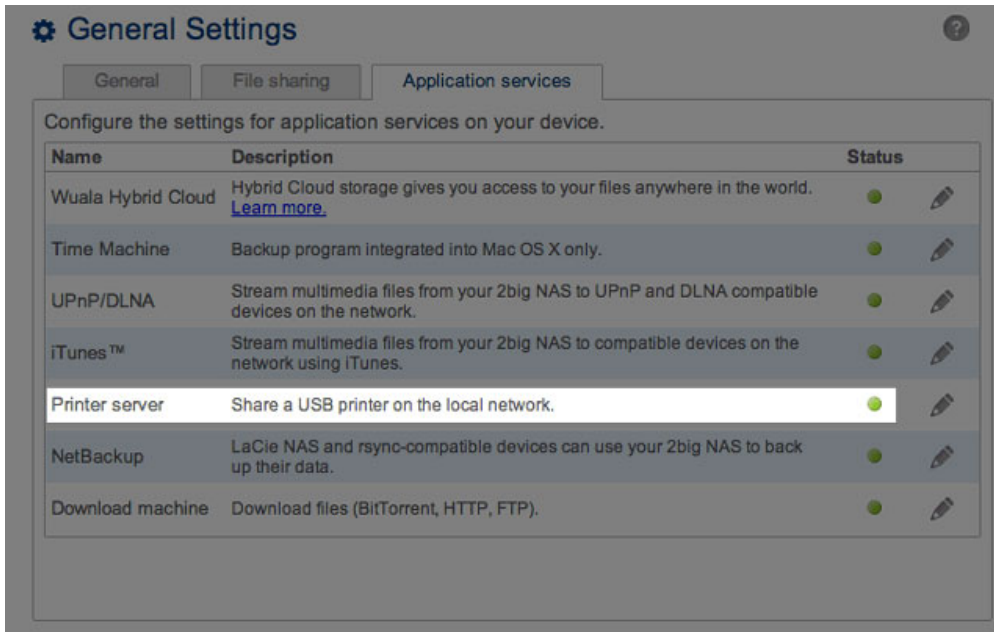 General Settings
?
General File sharing Application services
Configure the settings for application services on your device.
Name Description Status
Wuala Hybrid Cloud Hybrid Cloud storage gives you access to your files anywhere in the world.
Learn more.
Time Machine Backup program integrated into Mac OS X only.
UPnP/DLNA Stream multimedia files from your 2big NAS to UPnP and DLNA compatible
devices on the network.
iTunes™ Stream multimedia files from your 2big NAS to compatible devices on the
network using iTunes.
Printer server Share a USB printer on the local network.
NetBackup LaCie NAS and rsync-compatible devices can use your 2big NAS to back
up their data.
Download machine Download files (BitTorrent, HTTP, FTP).